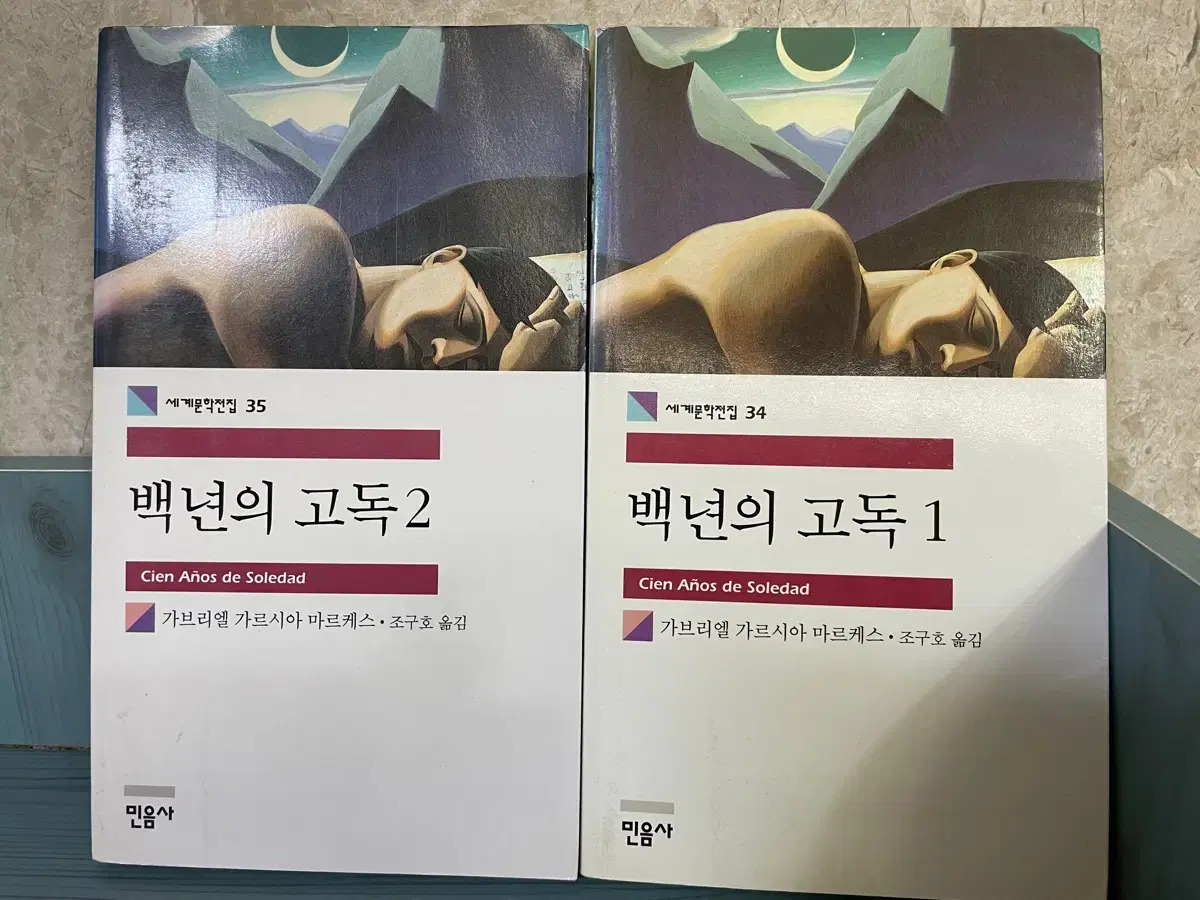 세계문학전집 35
백년의 고독 2
Cien Años de Soledad
가브리엘 가르시아 마르케스 · 조구호 옮김
민음사
세계문학전집 34
백년의 고독 1
Cien Años de Soledad
가브리엘 가르시아 마르케스 · 조구호 옮김
민음사